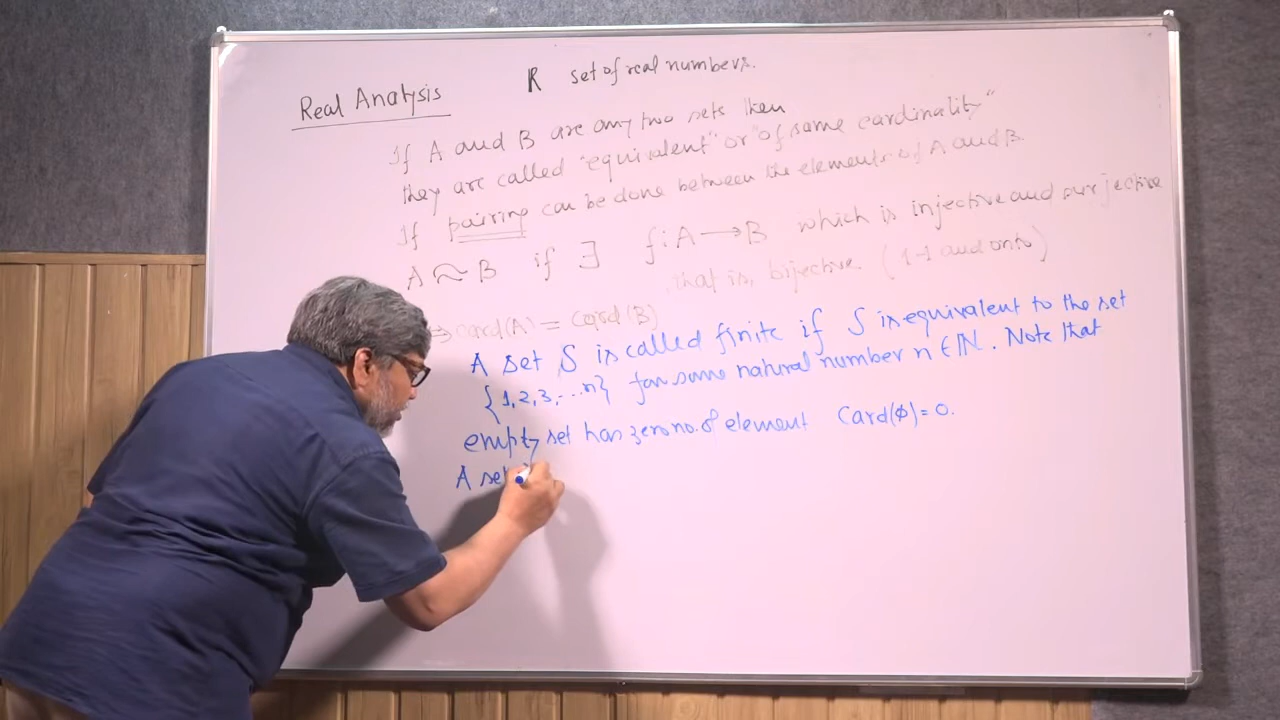 Real Analysis
R set of real numbers.
If A and B are any two sets then
they are called "equivalent" or "of same cardinality"
If pairing can be done between the elements of A and B.
A ≈ B if ∃ f: A → B which is injective and surjective
that is, bijective. (1-1 and onto)
⇒ card(A) = card(B)
A set S is called finite if S is equivalent to the set
{1,2,3,...n} for some natural number n ∈ ℕ. Note that
empty set has zero no. of element Card(ϕ) = 0.
A set